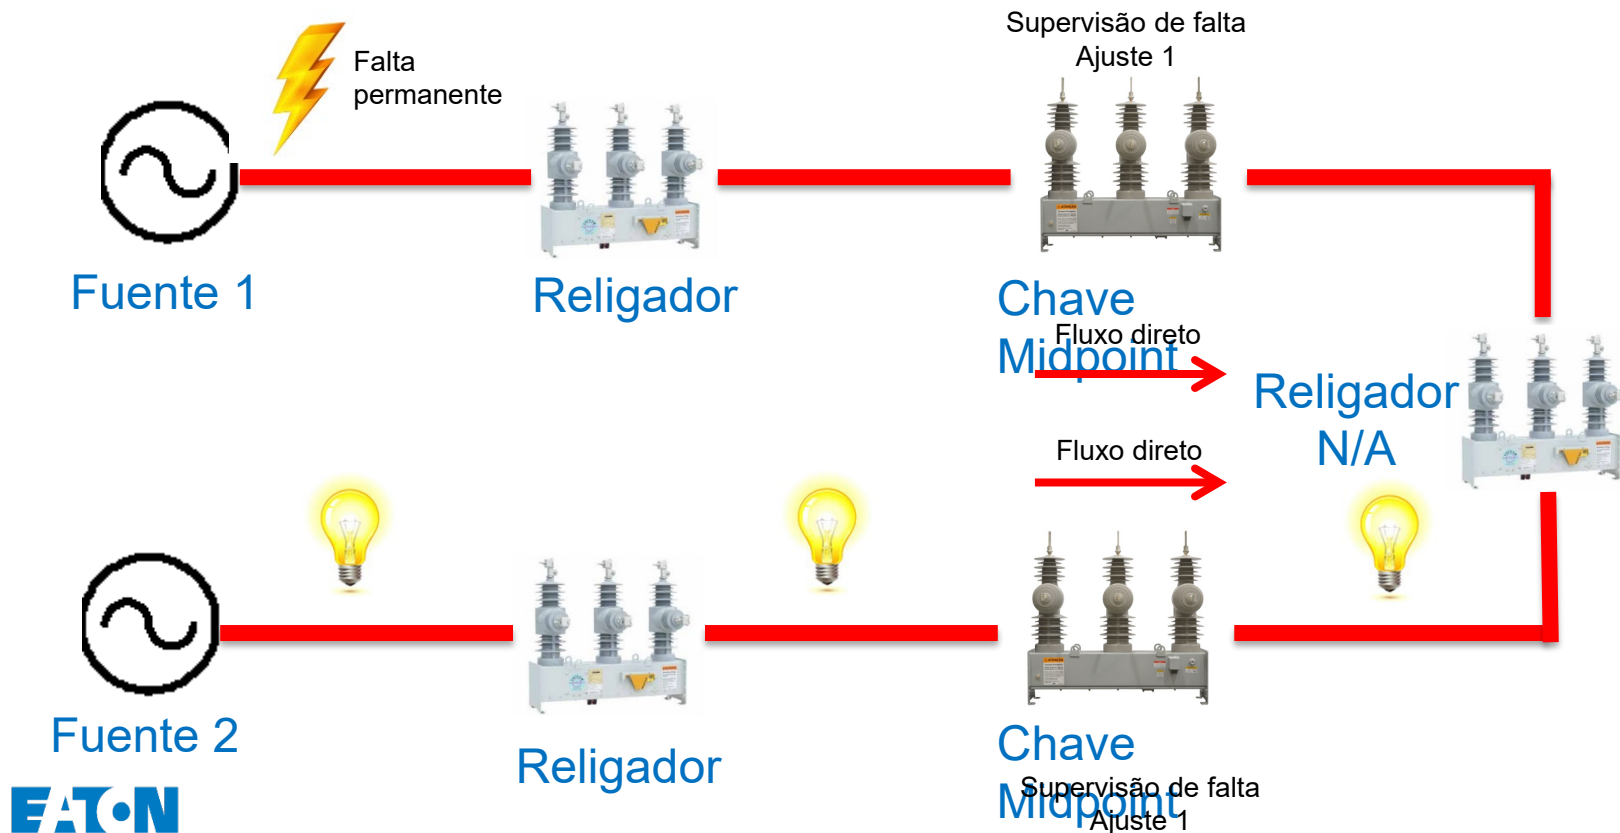 Supervisão de falta
Ajuste 1
Falta
permanente
Fuente 1
Religador
Chave
Midpoint
Fluxo direto
Religador
N/A
Fluxo direto
Fuente 2
Religador
Chave
Midpoint
Supervisão de falta
Ajuste 1
EATON